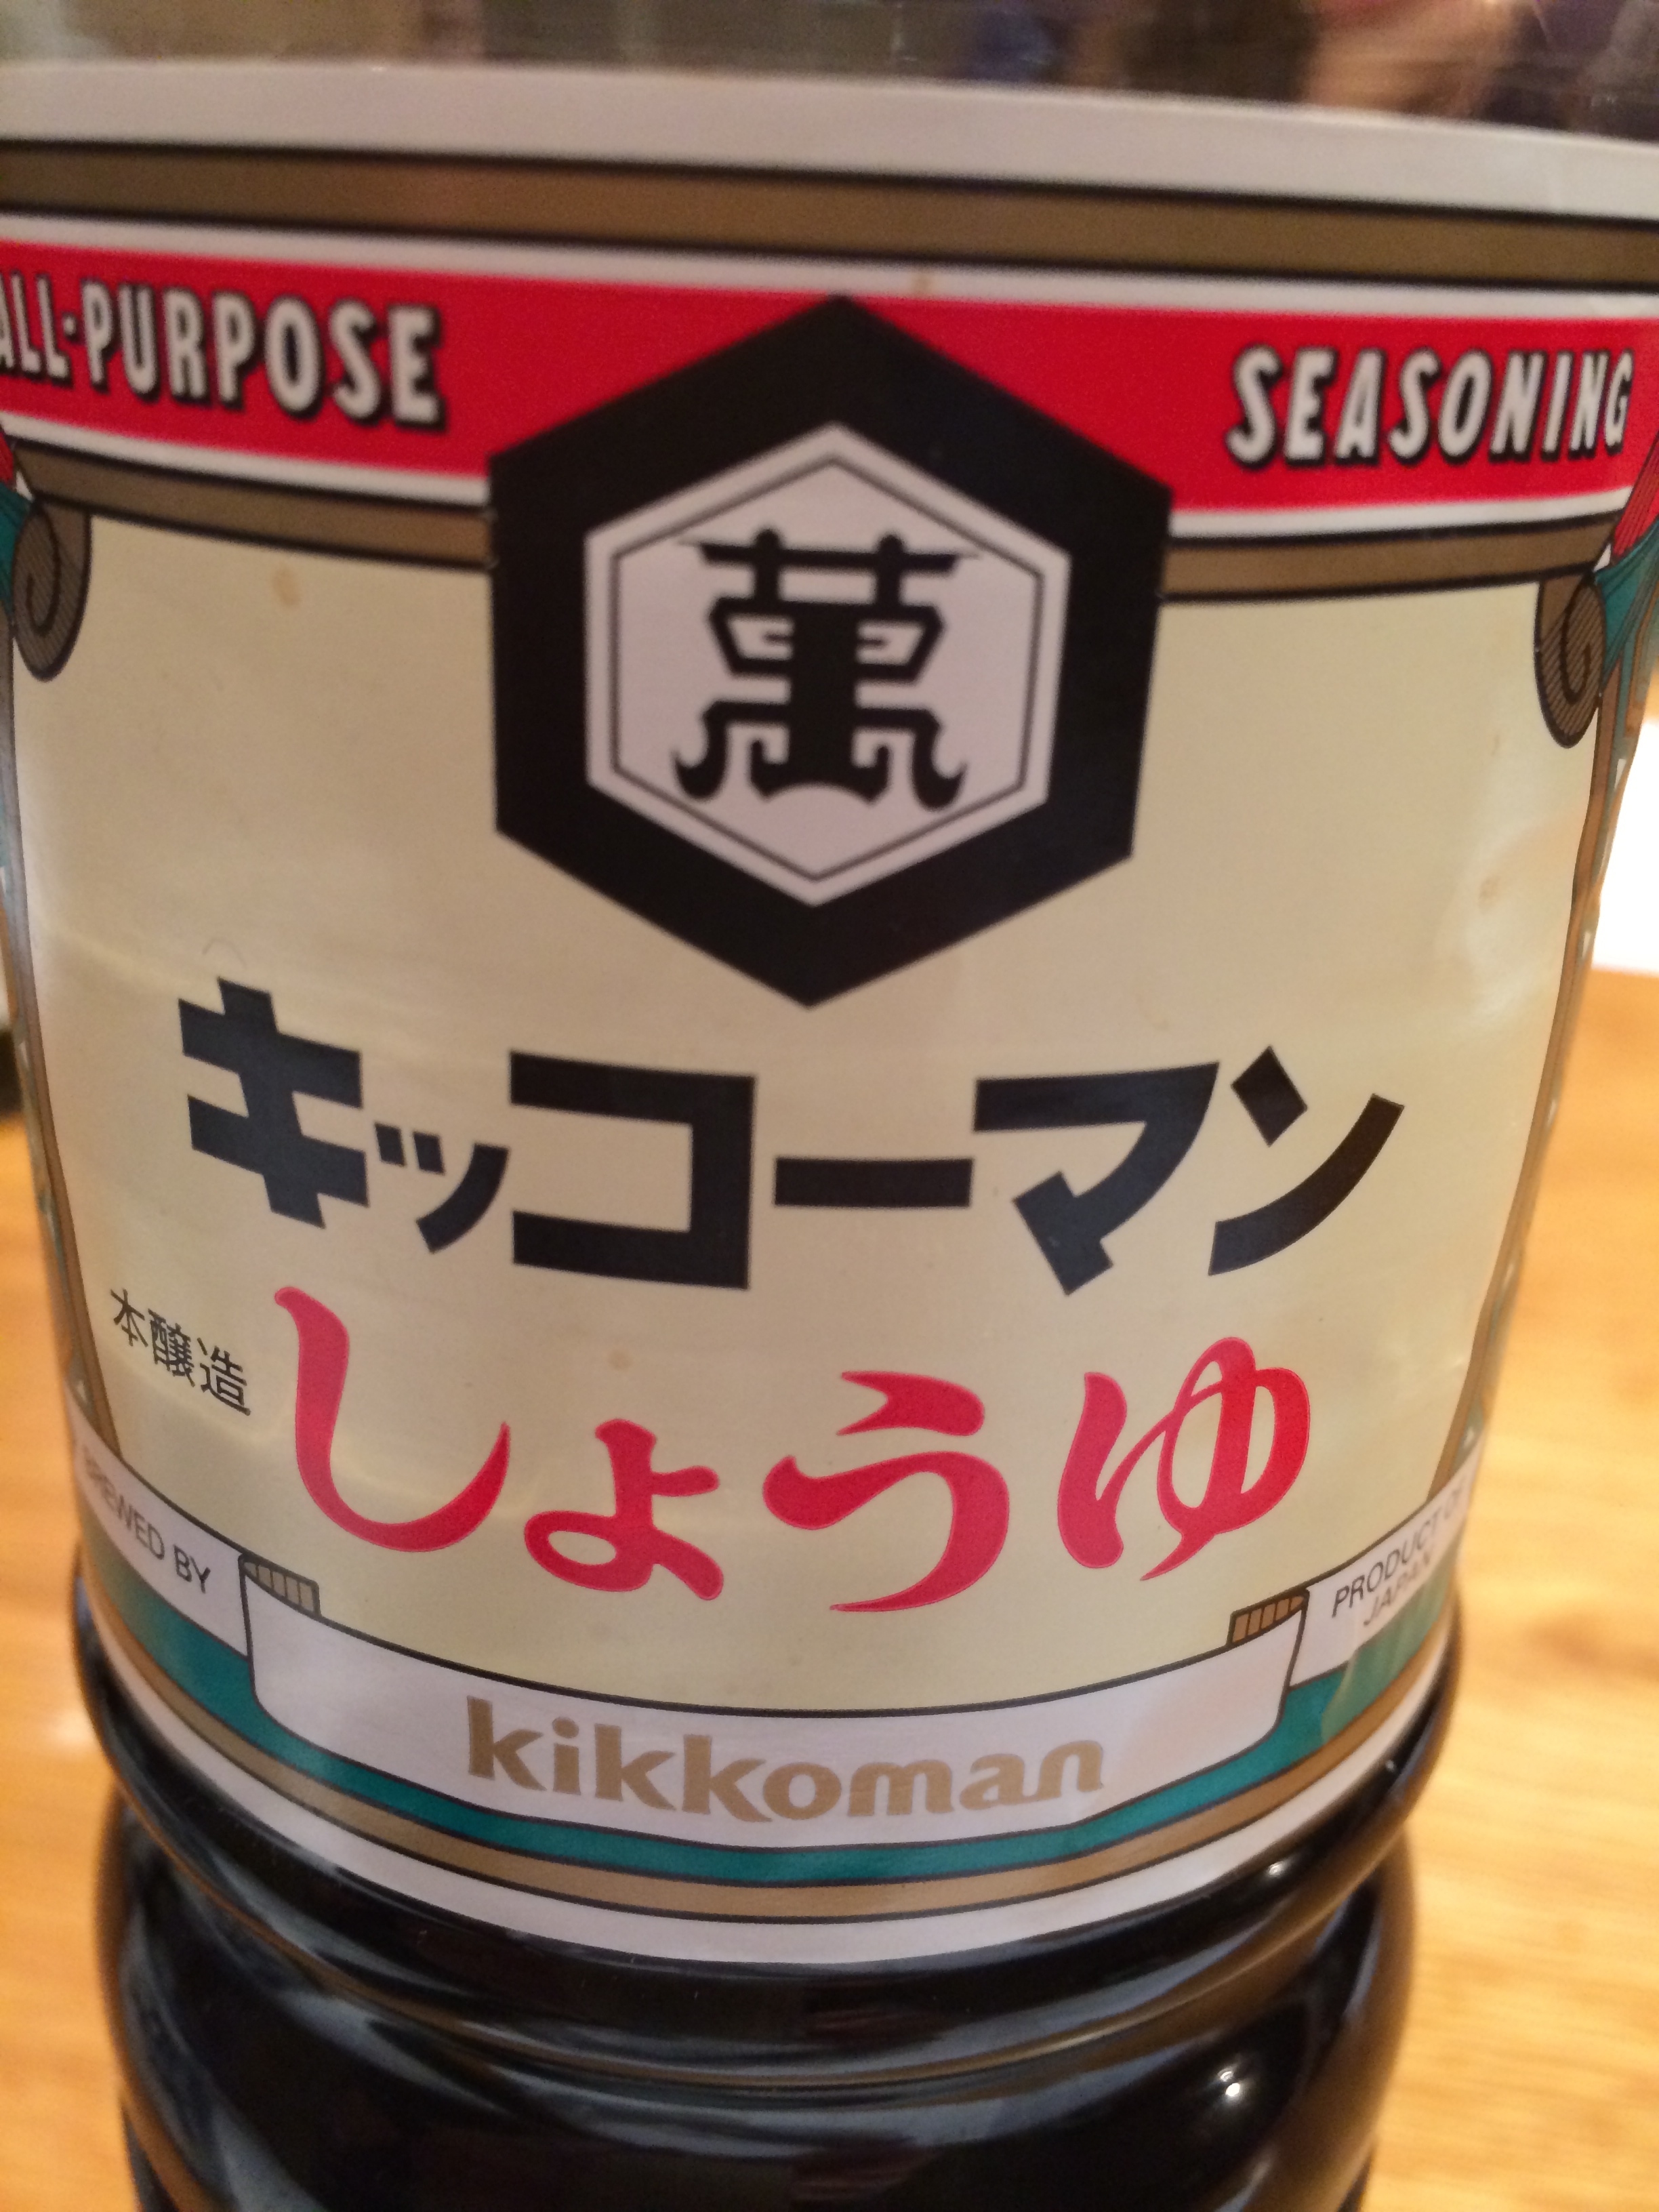 ALL-PURPOSE
SEASONING
萬
キッコーマン
本醸造
しょうゆ
BREWED BY
PRODUCT OF
JAPAN
kikkoman